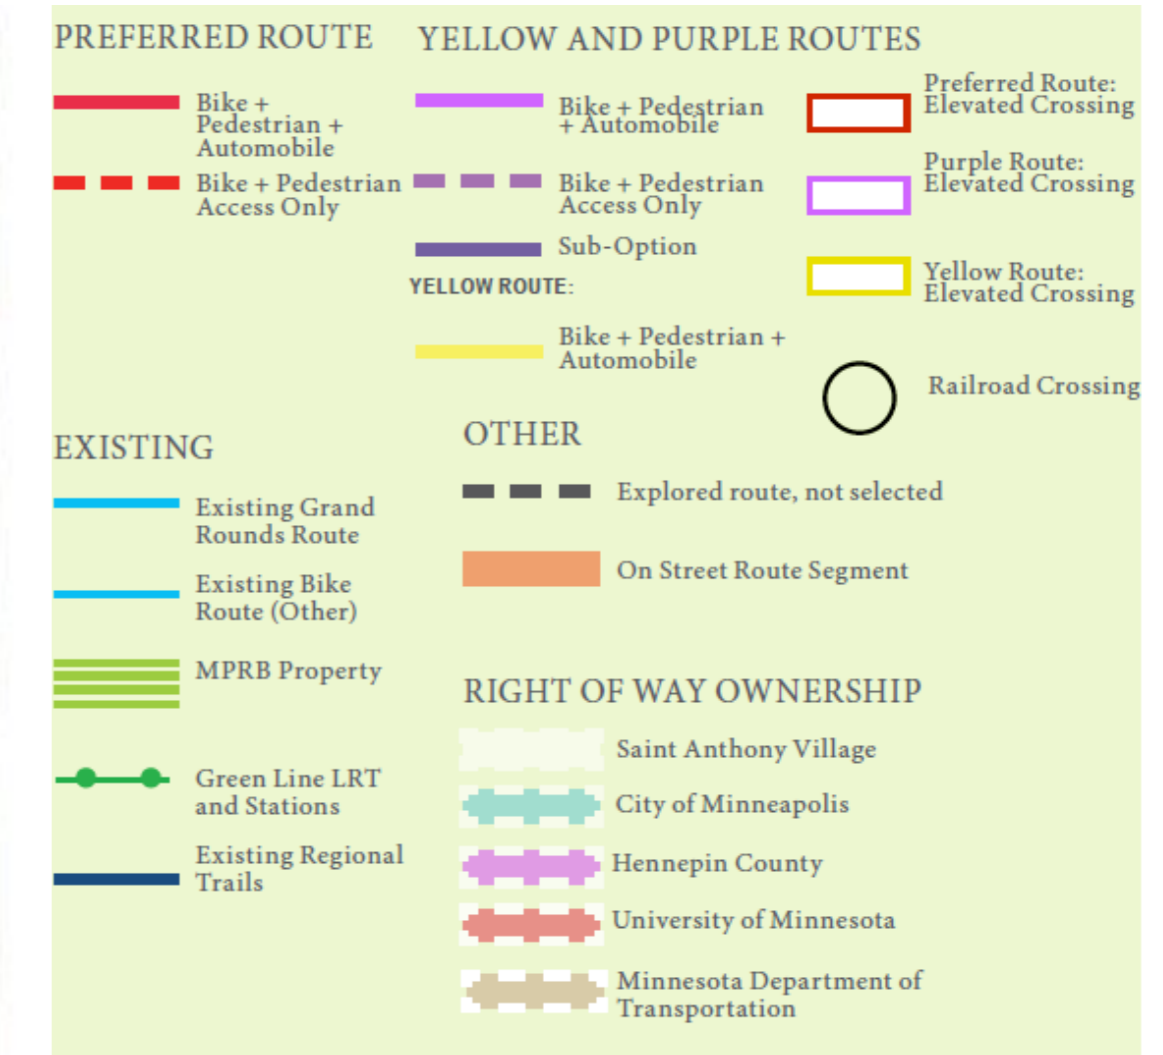 PREFERRED ROUTE
Bike +
Pedestrian +
Automobile
Bike + Pedestrian
Access Only
YELLOW AND PURPLE ROUTES
Bike + Pedestrian
+ Automobile
Bike + Pedestrian
Access Only
Sub-Option
YELLOW ROUTE:
Bike + Pedestrian +
Automobile
Preferred Route:
Elevated Crossing
Purple Route:
Elevated Crossing
Yellow Route:
Elevated Crossing
Railroad Crossing
EXISTING
Existing Grand
Rounds Route
Existing Bike
Route (Other)
MPRB Property
Green Line LRT
and Stations
Existing Regional
Trails
OTHER
Explored route, not selected
On Street Route Segment
RIGHT OF WAY OWNERSHIP
Saint Anthony Village
City of Minneapolis
Hennepin County
University of Minnesota
Minnesota Department of
Transportation